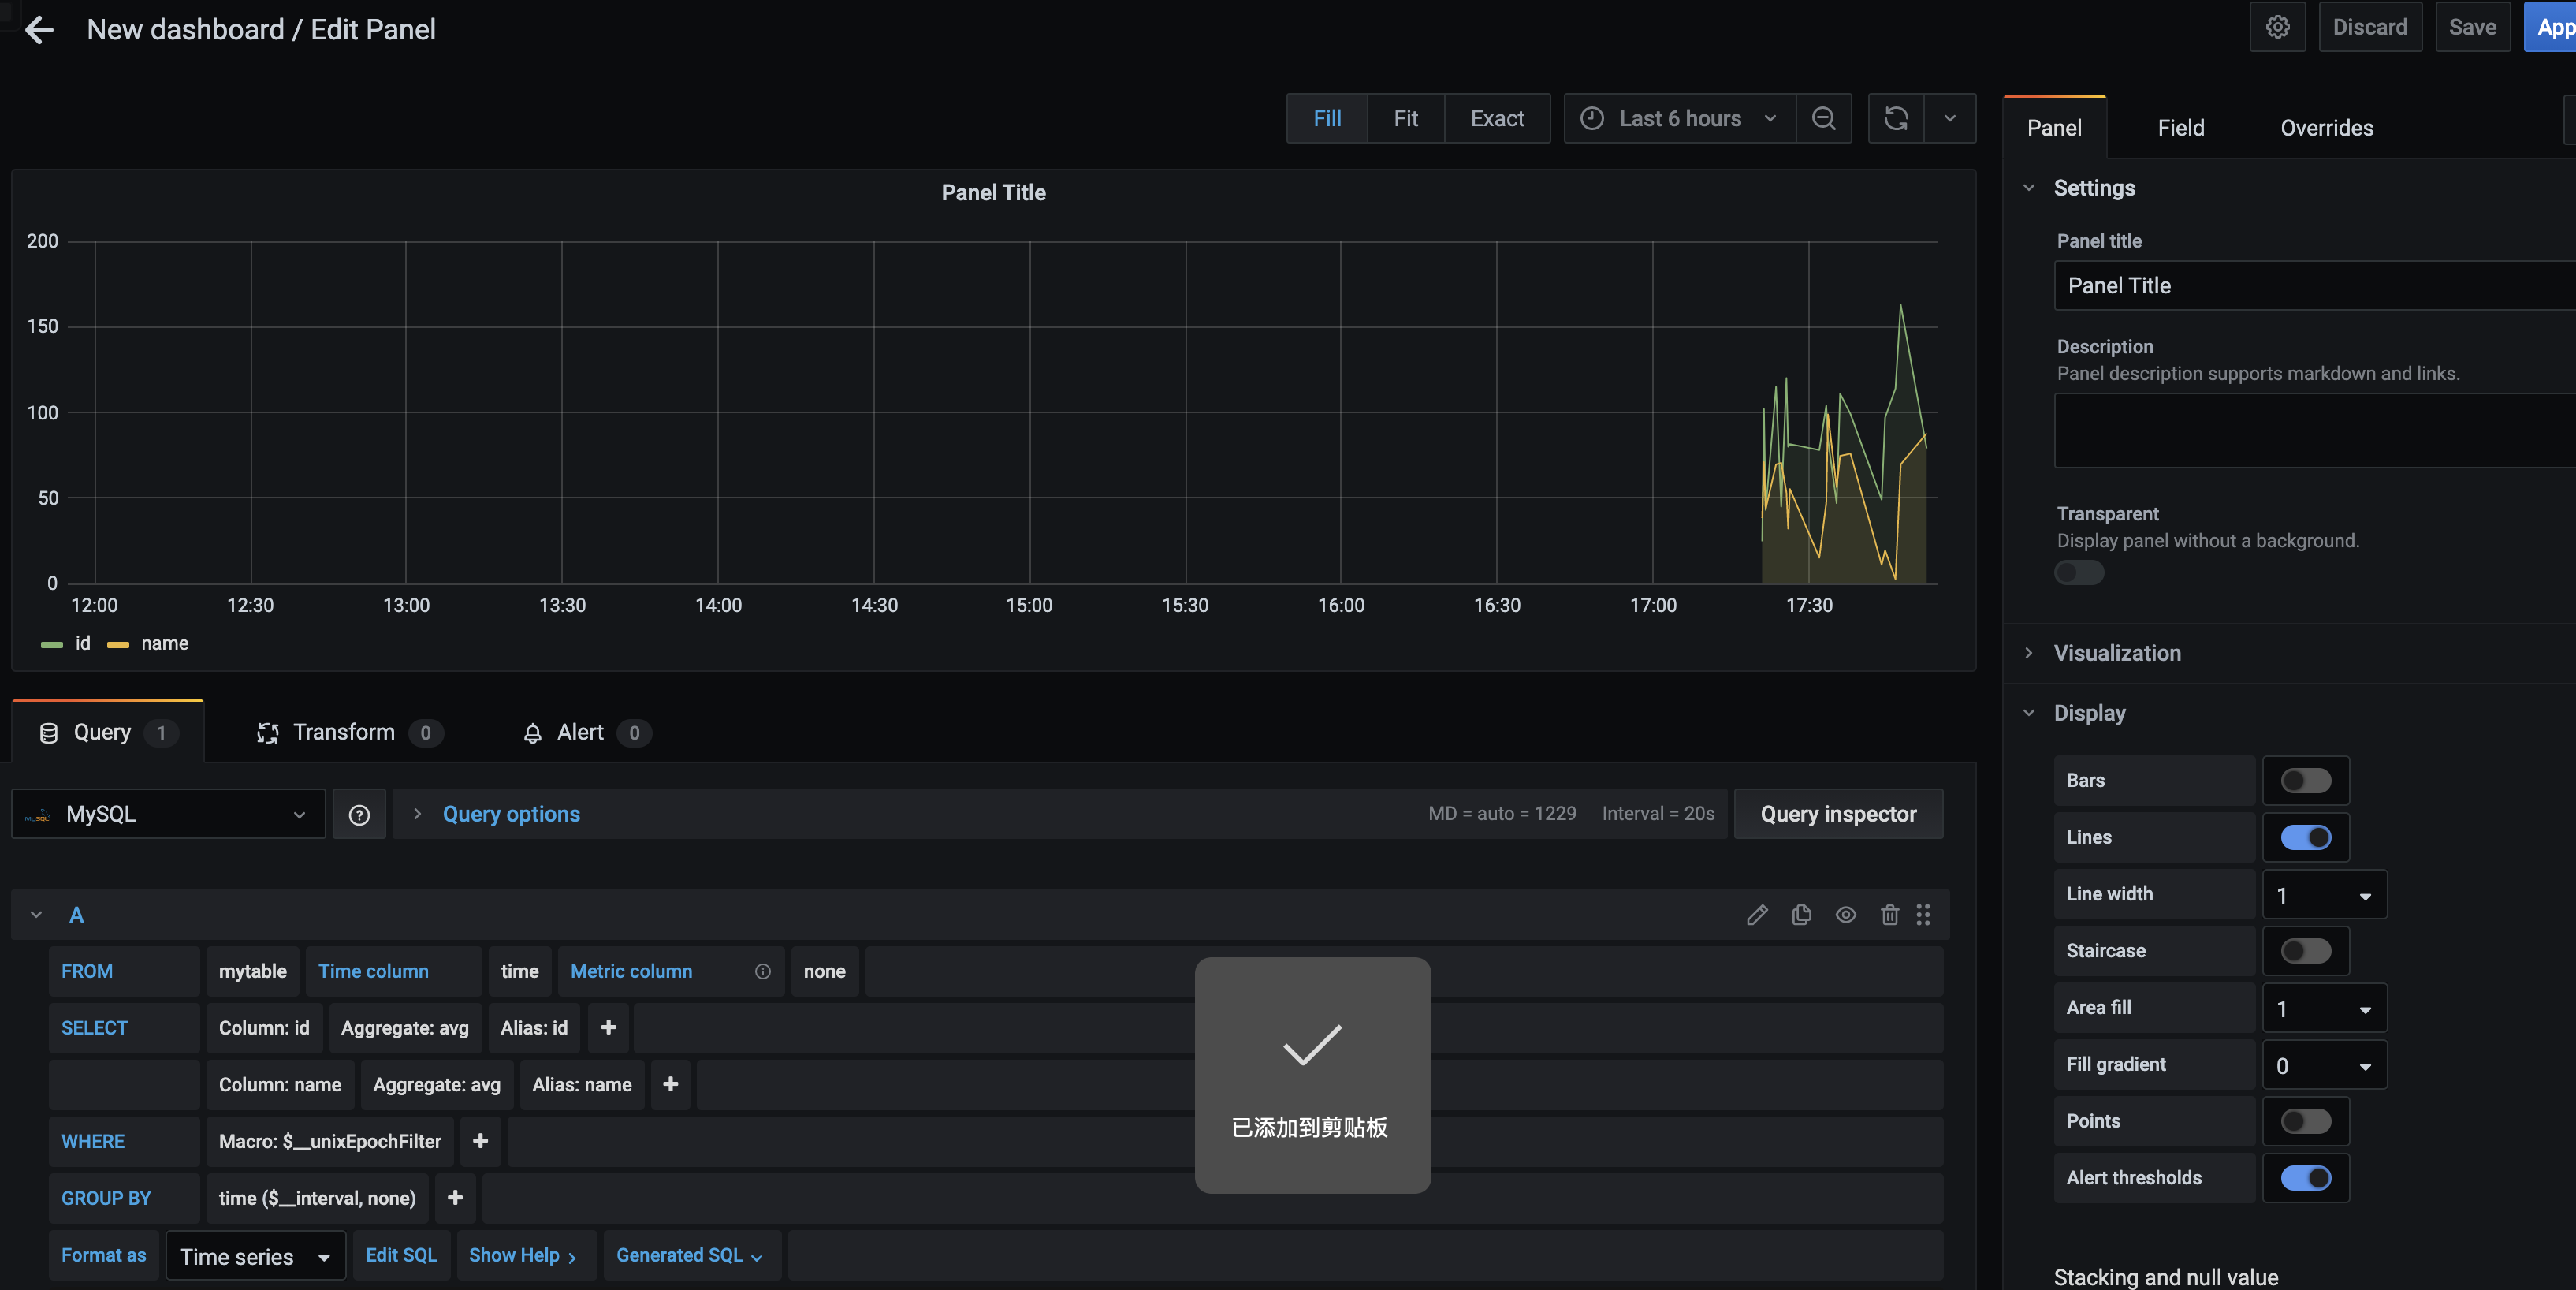 New dashboard / Edit Panel
Discard
Save
App
Fill
Fit
Exact
Last 6 hours
Panel
Field
Overrides
Panel Title
200
150
100
50
0
12:00
12:30
13:00
13:30
14:00
14:30
15:00
15:30
16:00
16:30
17:00
17:30
id
name
Query 1
Transform 0
Alert 0
MySQL
MySQL
Query options
MD = auto = 1229
Interval = 20s
Query inspector
A
FROM
mytable
Time column
time
Metric column
none
SELECT
Column: id
Aggregate: avg
Alias: id
+
Column: name
Aggregate: avg
Alias: name
+
WHERE
Macro: $__unixEpochFilter
+
GROUP BY
time ($__interval, none)
+
Format as
Time series
Edit SQL
Show Help
Generated SQL
已添加到剪贴板
Settings
Panel title
Panel Title
Description
Panel description supports markdown and links.
Transparent
Display panel without a background.
Visualization
Display
Bars
Lines
Line width
1
Staircase
Area fill
1
Fill gradient
0
Points
Alert thresholds
Stacking and null value